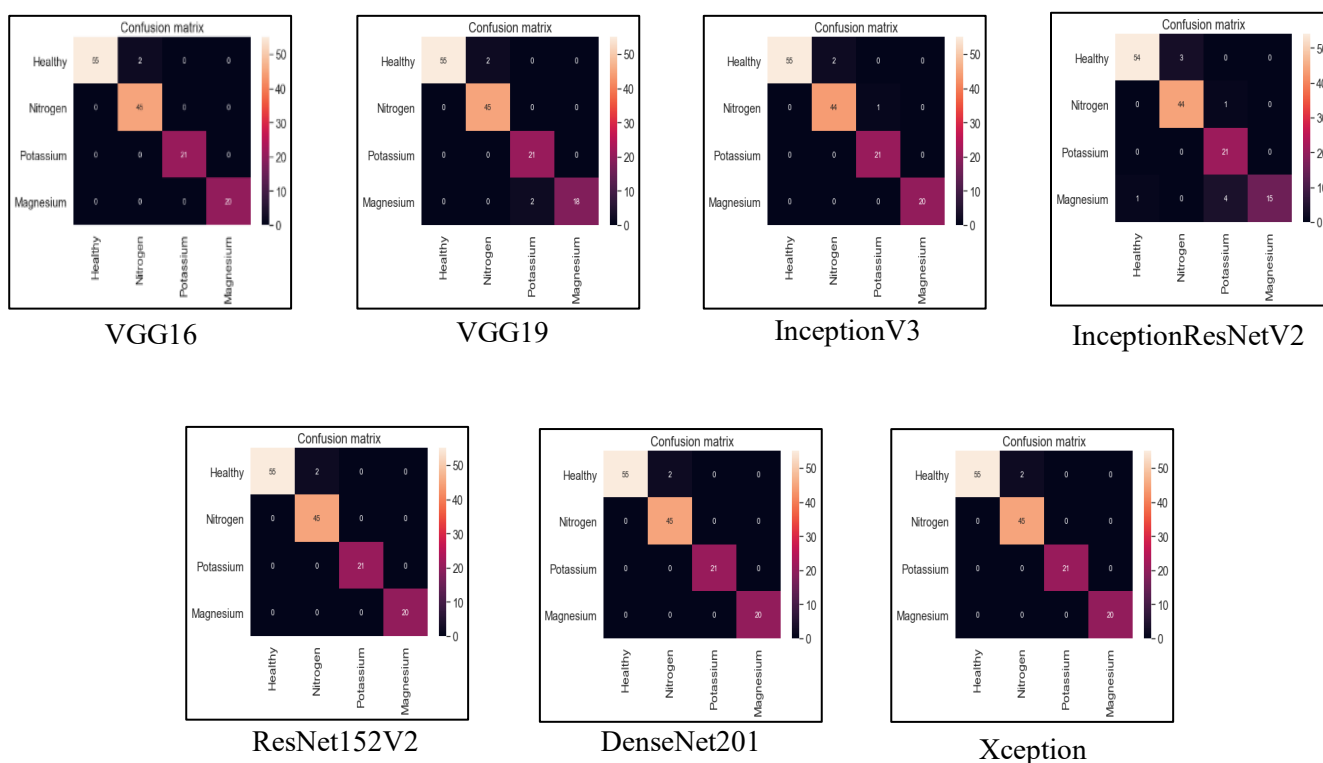 Confusion matrix
Healthy 55 2 0 0
Nitrogen 0 45 0 0
Potassium 0 0 21 0
Magnesium 0 0 0 20
50
40
30
20
10
0
Healthy
Nitrogen
Potassium
Magnesium
VGG16
Confusion matrix
Healthy 55 2 0 0
Nitrogen 0 45 0 0
Potassium 0 0 21 0
Magnesium 0 0 2 18
50
40
30
20
10
0
Healthy
Nitrogen
Potassium
Magnesium
VGG19
Confusion matrix
Healthy 55 2 0 0
Nitrogen 0 44 1 0
Potassium 0 0 21 0
Magnesium 0 0 0 20
50
40
30
20
10
0
Healthy
Nitrogen
Potassium
Magnesium
InceptionV3
Confusion matrix
Healthy 54 3 0 0
Nitrogen 0 44 1 0
Potassium 0 0 21 0
Magnesium 1 0 4 15
50
40
30
20
10
0
Healthy
Nitrogen
Potassium
Magnesium
InceptionResNetV2
Confusion matrix
Healthy 55 2 0 0
Nitrogen 0 45 0 0
Potassium 0 0 21 0
Magnesium 0 0 0 20
50
40
30
20
10
0
Healthy
Nitrogen
Potassium
Magnesium
ResNet152V2
Confusion matrix
Healthy 55 2 0 0
Nitrogen 0 45 0 0
Potassium 0 0 21 0
Magnesium 0 0 0 20
50
40
30
20
10
0
Healthy
Nitrogen
Potassium
Magnesium
DenseNet201
Confusion matrix
Healthy 55 2 0 0
Nitrogen 0 45 0 0
Potassium 0 0 21 0
Magnesium 0 0 0 20
50
40
30
20
10
0
Healthy
Nitrogen
Potassium
Magnesium
Xception